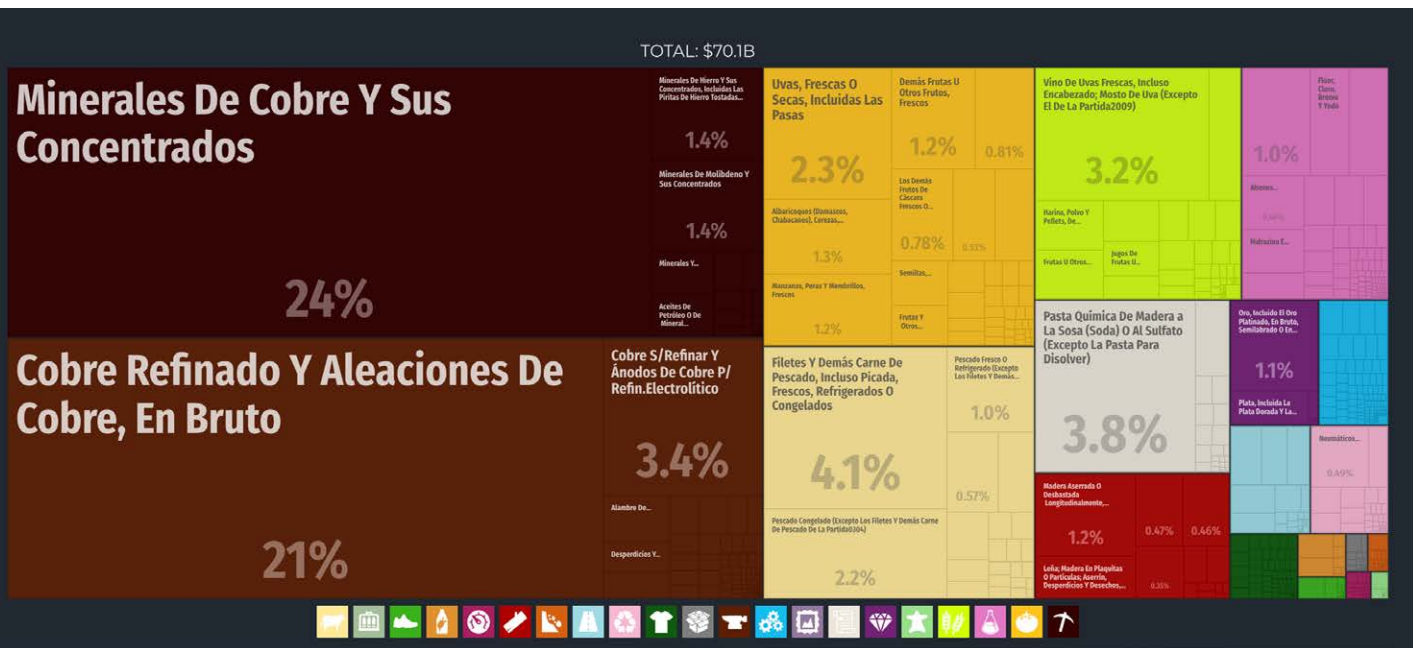 TOTAL: $70.1B
Minerales De Cobre Y Sus
Concentrados
24%
Cobre Refinado Y Aleaciones De
Cobre, En Bruto
21%
Minerales De Hierro Y Sus
Concentrados, Incluidas Las
Piritas De Hierro Tostadas...
1.4%
Minerales De Molibdeno Y
Sus Concentrados
1.4%
Minerales Y...
Aceites De
Petróleo O De
Mineral...
Cobre S/Refinar Y
Ánodos De Cobre P/
Refin.Electrolítico
3.4%
Alambre De...
Desperdicios Y...
Uvas, Frescas O
Secas, Incluidas Las
Pasas
2.3%
Albaricoques (Damascos,
Chabacanos), Cerezas,...
1.3%
Manzanas, Peras Y Membrillos,
Frescos
1.2%
Demás Frutas U
Otros Frutos,
Frescos
1.2%
0.81%
Los Demás
Frutos De
Cáscara
Frescos O...
0.78%
0.53%
Semillas,...
Frutas Y
Otros...
Filetes Y Demás Carne De
Pescado, Incluso Picada,
Frescos, Refrigerados O
Congelados
4.1%
Pescado Congelado (Excepto Los Filetes Y Demás Carne
De Pescado De La Partida0304)
2.2%
Pescado Fresco O
Refrigerado (Excepto
Los Filetes Y Demás...
1.0%
0.57%
Vino De Uvas Frescas, Incluso
Encabezado; Mosto De Uva (Excepto
El De La Partida2009)
3.2%
Harina, Polvo Y
Pellets, De...
Frutas U Otros...
Jugos De
Frutas U...
1.0%
Flúor,
Cloro,
Bromo
Y Yodo
Abonos...
Hidrazina E...
Pasta Química De Madera a
La Sosa (Soda) O Al Sulfato
(Excepto La Pasta Para
Disolver)
3.8%
Madera Aserrada O
Desbastada
Longitudinalmente,...
1.2%
0.47%
0.46%
Leña; Madera En Plaquitas
O Partículas; Aserrín,
Desperdicios Y Desechos,...
0.35%
Oro, Incluido El Oro
Platinado, En Bruto,
Semilabrado O En...
1.1%
Plata, Incluida La
Plata Dorada Y La...
Neumáticos...
0.49%